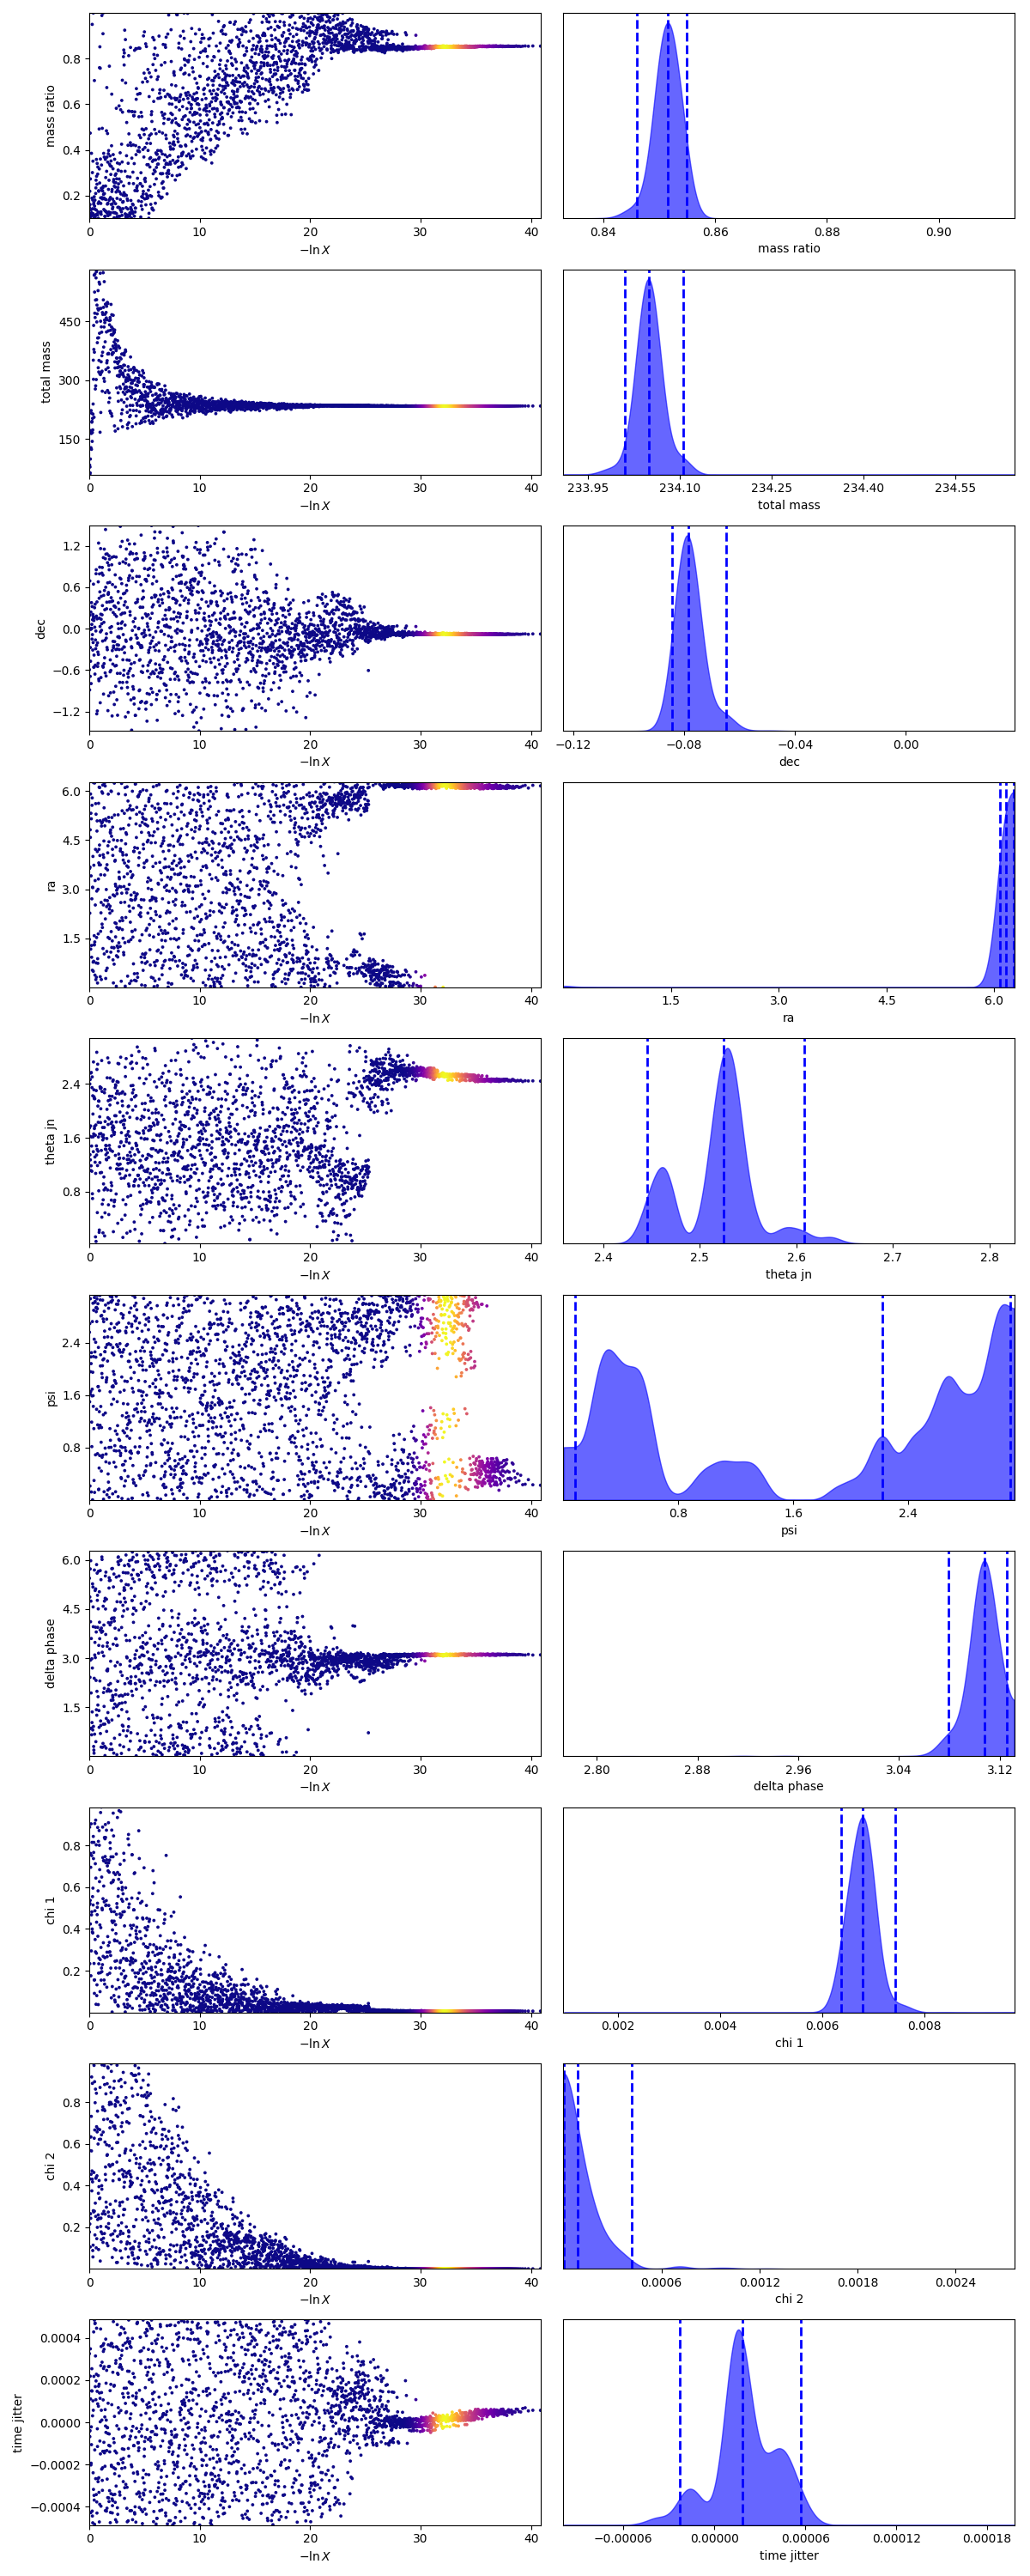 0.8
0.6
0.4
0.2
mass ratio
0 10 20 30 40
−ln X
0.84 0.86 0.88 0.90
mass ratio
450
300
150
total mass
0 10 20 30 40
−ln X
233.95 234.10 234.25 234.40 234.55
total mass
1.2
0.6
0.0
−0.6
−1.2
dec
0 10 20 30 40
−ln X
−0.12 −0.08 −0.04 0.00
dec
6.0
4.5
3.0
1.5
ra
0 10 20 30 40
−ln X
1.5 3.0 4.5 6.0
ra
2.4
1.6
0.8
theta jn
0 10 20 30 40
−ln X
2.4 2.5 2.6 2.7 2.8
theta jn
2.4
1.6
0.8
psi
0 10 20 30 40
−ln X
0.8 1.6 2.4
psi
6.0
4.5
3.0
1.5
delta phase
0 10 20 30 40
−ln X
2.80 2.88 2.96 3.04 3.12
delta phase
0.8
0.6
0.4
0.2
chi 1
0 10 20 30 40
−ln X
0.002 0.004 0.006 0.008
chi 1
0.8
0.6
0.4
0.2
chi 2
0 10 20 30 40
−ln X
0.0006 0.0012 0.0018 0.0024
chi 2
0.0004
0.0002
0.0000
−0.0002
−0.0004
time jitter
0 10 20 30 40
−ln X
−0.00006 0.00000 0.00006 0.00012 0.00018
time jitter